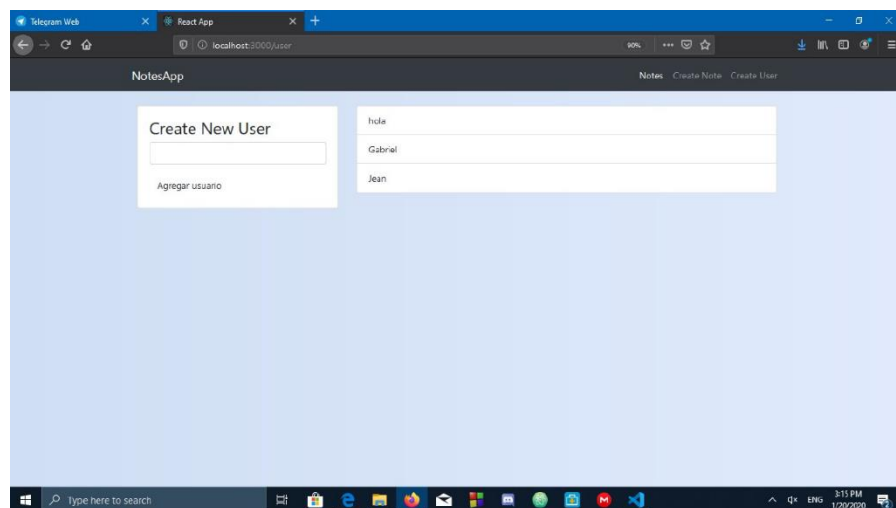 Telegram Web
React App
localhost:3000/user
90%
NotesApp
Notes Create Note Create User
Create New User
Agregar usuario
hola
Gabriel
Jean
Type here to search
ENG
3:15 PM
1/20/2020